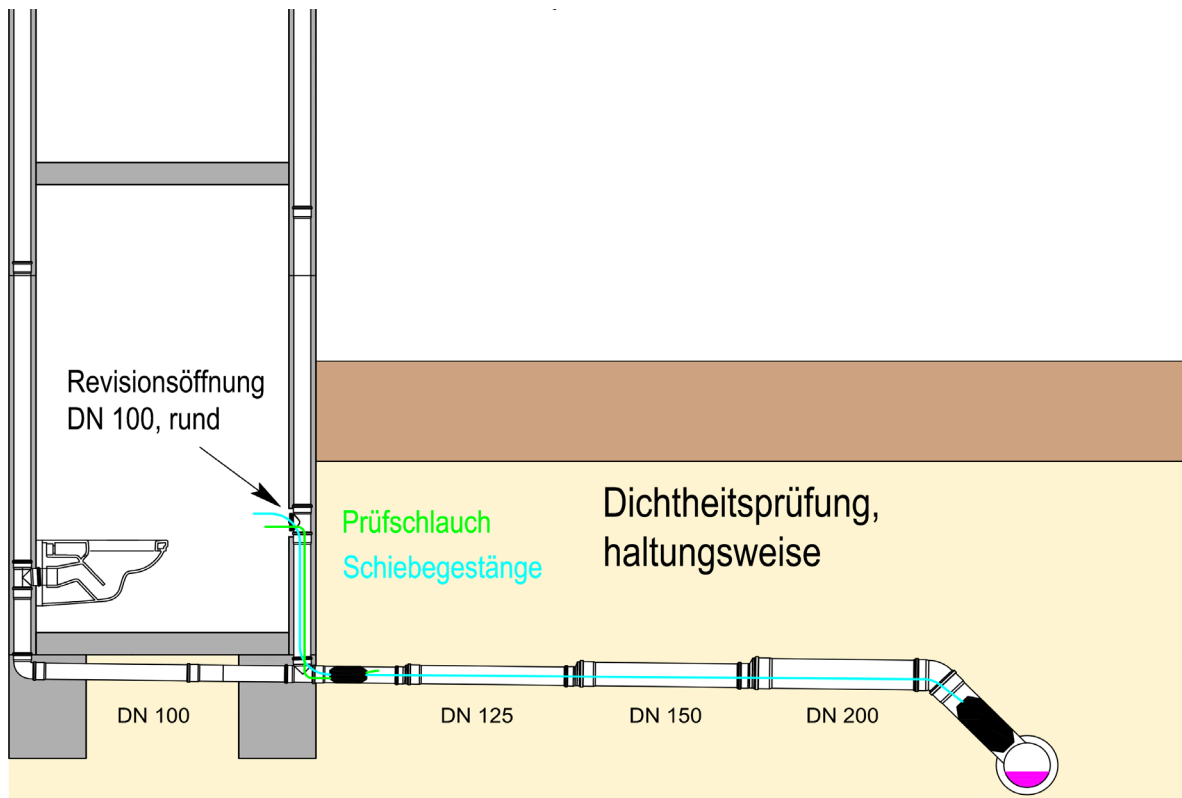 Revisionsöffnung
DN 100, rund
Prüfschlauch
Schiebegestänge
Dichtheitsprüfung,
haltungsweise
DN 100
DN 125
DN 150
DN 200